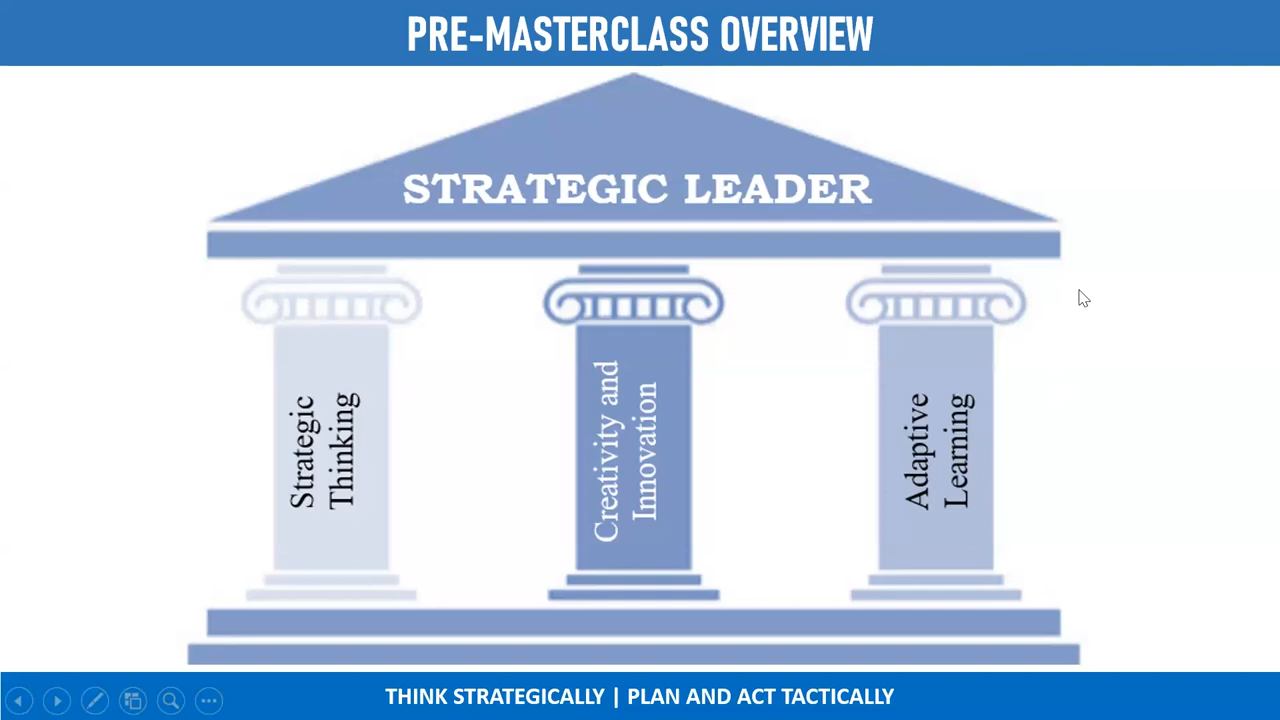 PRE-MASTERCLASS OVERVIEW
STRATEGIC LEADER
Strategic
Thinking
Creativity and
Innovation
Adaptive
Learning
THINK STRATEGICALLY | PLAN AND ACT TACTICALLY